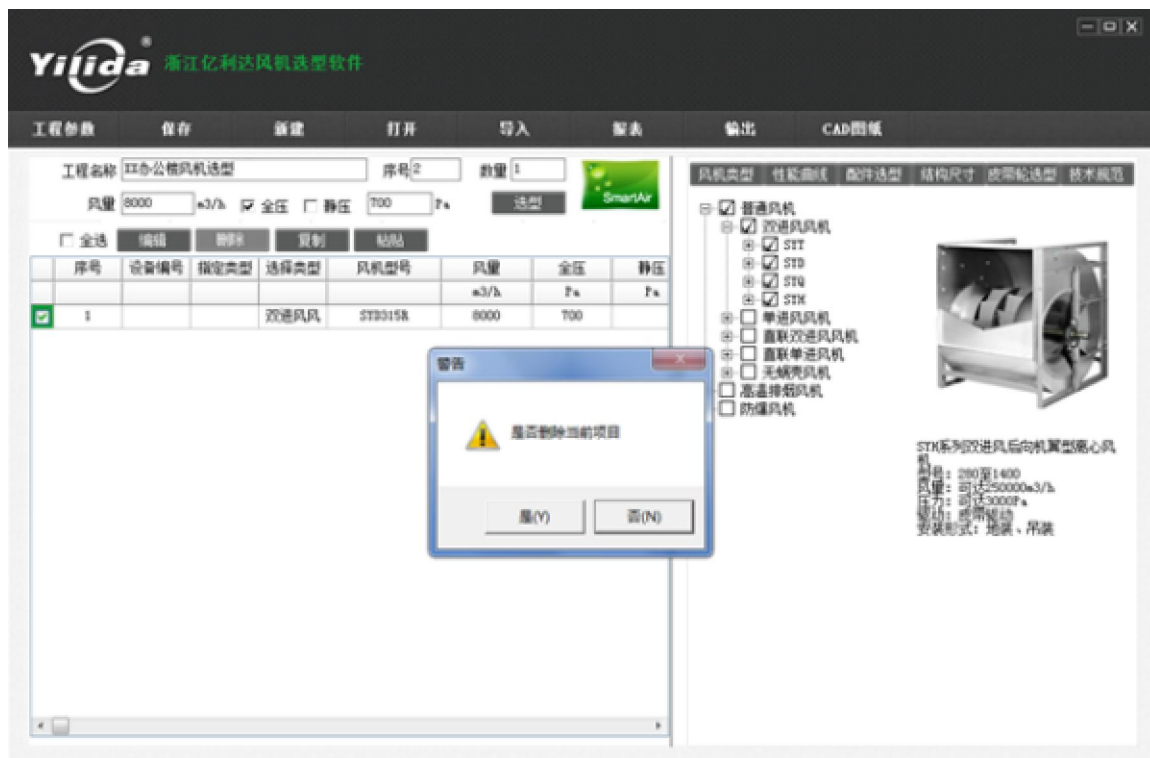 Yilida® 浙江亿利达风机选型软件
工程参数 保存 新建 打开 导入 报表 输出 CAD图纸
工程名称 XX办公楼风机选型 序号 2 数量 1
SmartAir
风量 8000 m3/h 全压 静压 700 Pa 选型
全选 编辑 删除 复制 粘贴
序号 设备编号 指定类型 选择类型 风机型号 风量 全压 静压
m3/h Pa Pa
1 双进风风 STD315R 8000 700
风机类型 性能曲线 配件选型 结构尺寸 皮带轮选型 技术规范
普通风机
双进风风机
SYT
SYD
SYQ
STK
单进风风机
直联双进风风机
直联单进风机
无蜗壳风机
高温排烟风机
防爆风机
STK系列双进风后向机翼型离心风
机
型号：280至1400
风量：可达250000m3/h
压力：可达3000Pa
驱动：皮带驱动
安装形式：地装、吊装
警告
是否删除当前项目
是(Y) 否(N)